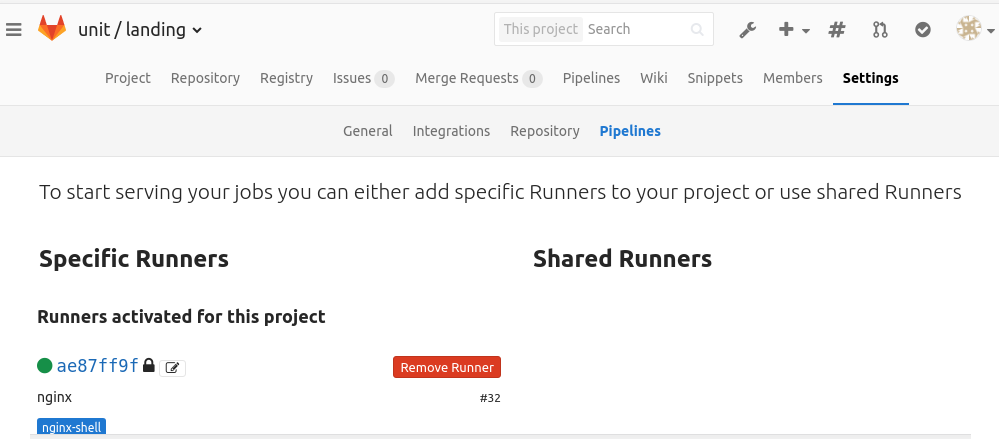 unit / landing
This project Search
Project Repository Registry Issues 0 Merge Requests 0 Pipelines Wiki Snippets Members Settings
General Integrations Repository Pipelines
To start serving your jobs you can either add specific Runners to your project or use shared Runners
Specific Runners
Shared Runners
Runners activated for this project
ae87ff9f
Remove Runner
nginx
#32
nginx-shell